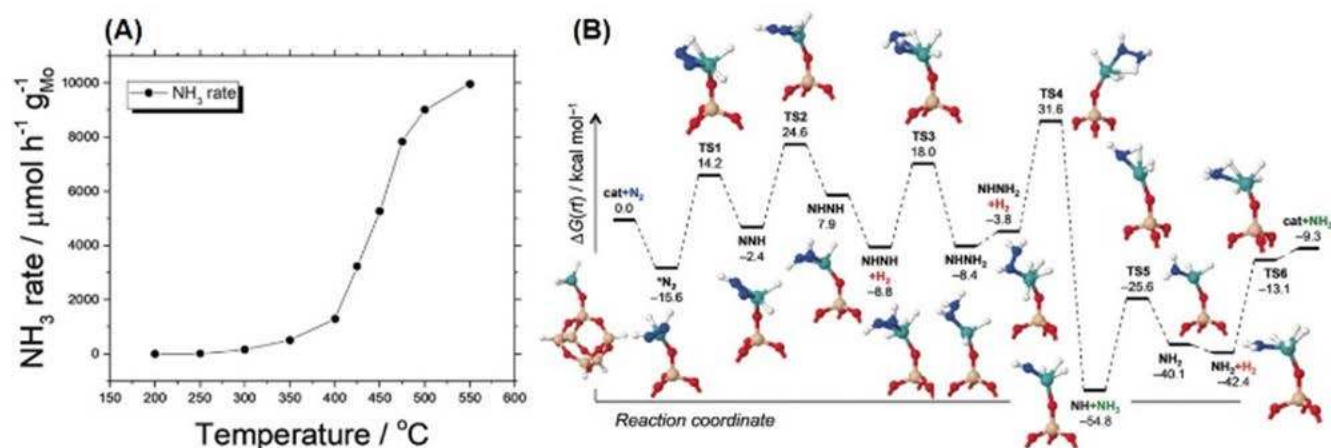 (A)
NH₃ rate / μmol h⁻¹ g⁻¹_Mo
10000
8000
6000
4000
2000
0
NH₃ rate
150 200 250 300 350 400 450 500 550 600
Temperature / °C
(B)
ΔG(rt) / kcal mol⁻¹
cat+N₂
0.0
*N₂
−15.6
TS1
14.2
NNH
−2.4
TS2
24.6
NHNH
7.9
NHNH
+H₂
−8.8
TS3
18.0
NHNH₂
−8.4
NHNH₂
+H₂
−3.8
TS4
31.6
NH+NH₃
−54.8
TS5
−25.6
NH₂
−40.1
NH₂+H₂
−42.4
TS6
−13.1
cat+NH₃
−9.3
Reaction coordinate